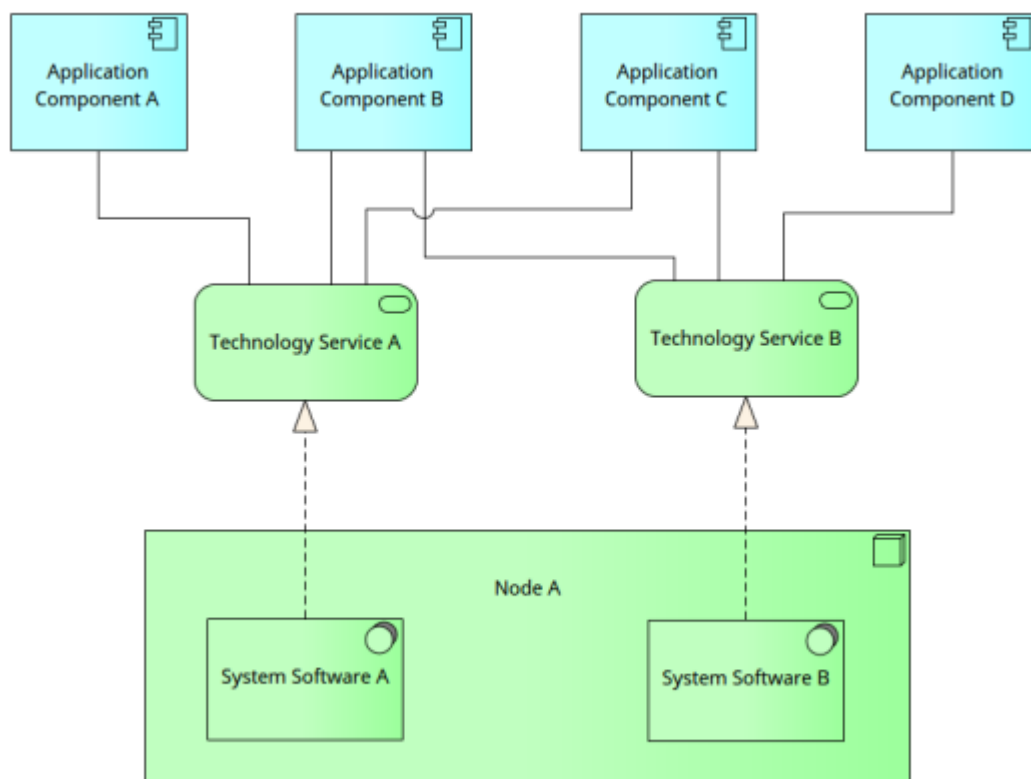 Application
Component A
Application
Component B
Application
Component C
Application
Component D
Technology Service A
Technology Service B
Node A
System Software A
System Software B